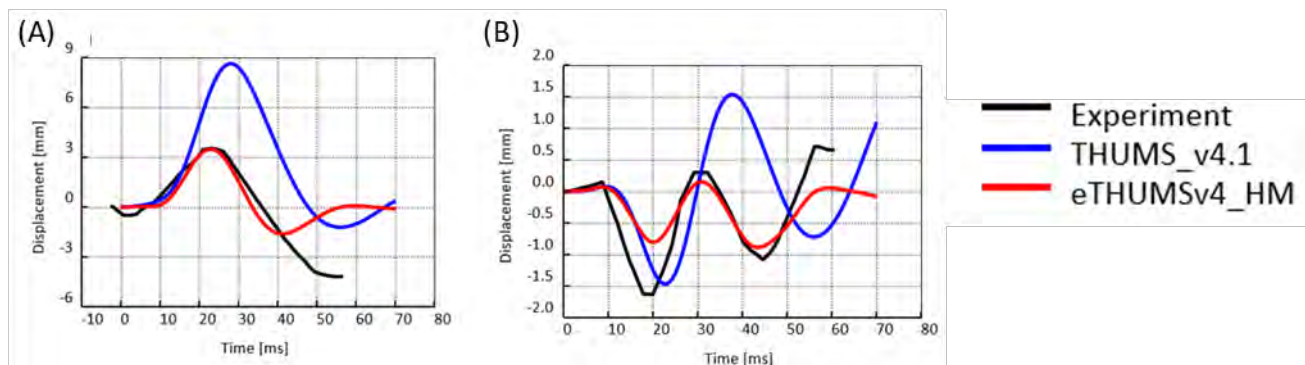 (A)
9
6
3
0
-3
-6
Displacement [mm]
-10 0 10 20 30 40 50 60 70 80
Time [ms]
(B)
2.0
1.5
1.0
0.5
0.0
-0.5
-1.0
-1.5
-2.0
Displacement [mm]
0 10 20 30 40 50 60 70 80
Time [ms]
Experiment
THUMS_v4.1
eTHUMSv4_HM